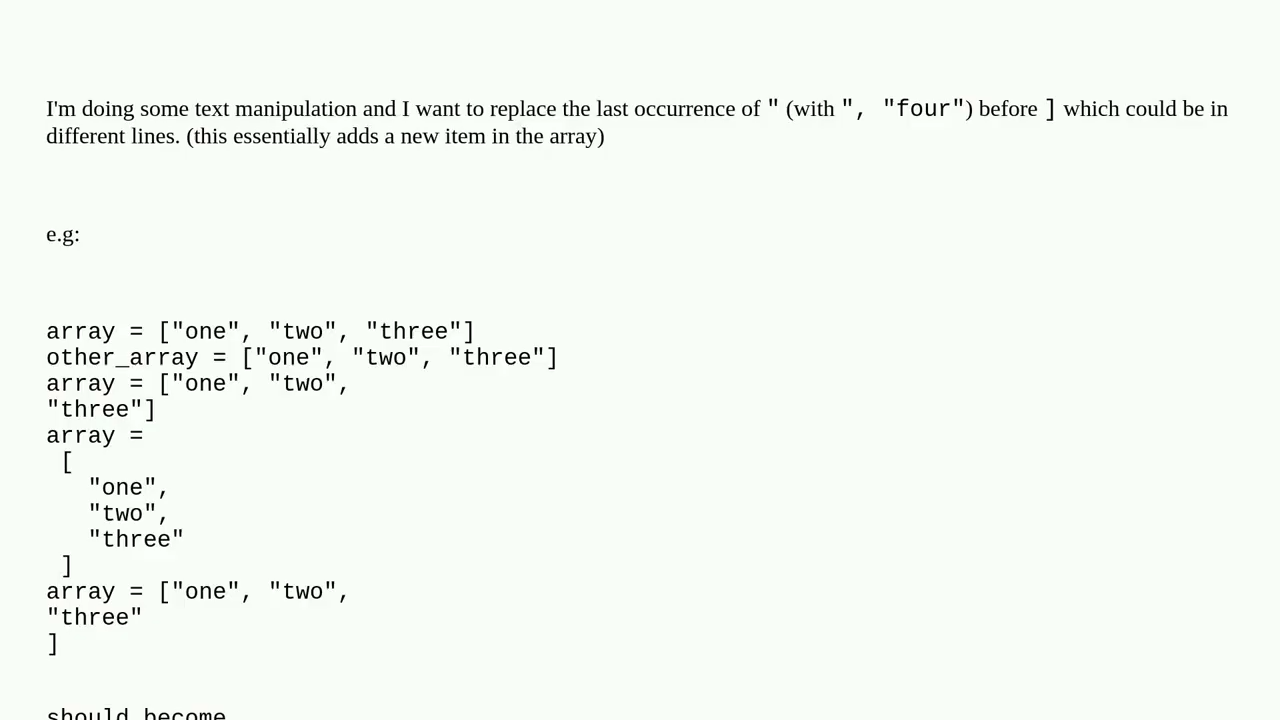 I'm doing some text manipulation and I want to replace the last occurrence of " (with ", "four") before ] which could be in
different lines. (this essentially adds a new item in the array)
e.g:
array = ["one", "two", "three"]
other_array = ["one", "two", "three"]
array = ["one", "two",
"three"]
array =
 [
   "one",
   "two",
   "three"
 ]
array = ["one", "two",
"three"
]
should become